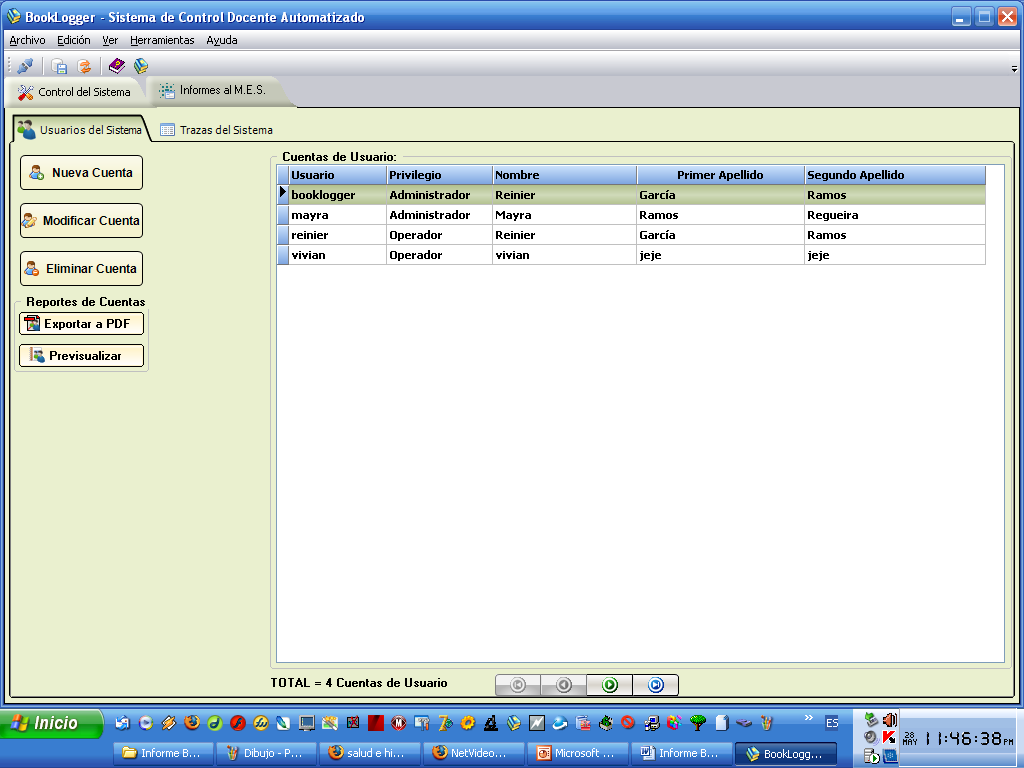 BookLogger - Sistema de Control Docente Automatizado
Archivo Edición Ver Herramientas Ayuda
Control del Sistema Informes al M.E.S.
Usuarios del Sistema Trazas del Sistema
Nueva Cuenta
Modificar Cuenta
Eliminar Cuenta
Reportes de Cuentas
Exportar a PDF
Previsualizar
Cuentas de Usuario:
Usuario Privilegio Nombre Primer Apellido Segundo Apellido
booklogger Administrador Reinier García Ramos
mayra Administrador Mayra Ramos Regueira
reinier Operador Reinier García Ramos
vivian Operador vivian jeje jeje
TOTAL = 4 Cuentas de Usuario
Inicio
ES
Informe B... Dibujo - P... salud e hi... NetVideo... Microsoft ... Informe B... BookLogg...
28 MAY 11:46:38 PM